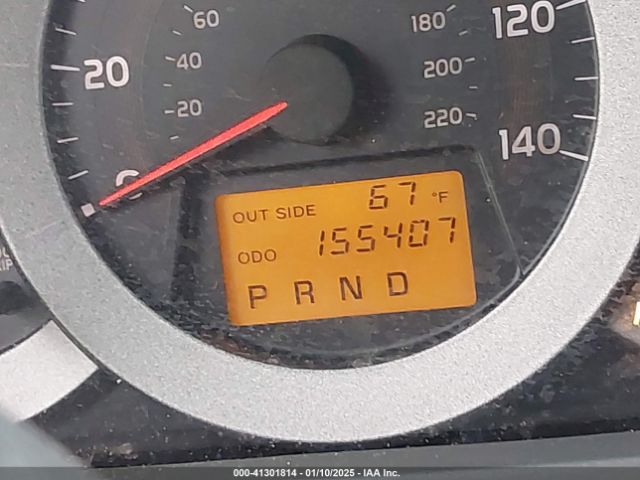 60 180 120
20 40 200
20 220
0 140
OUT SIDE 67 °F
ODO 155407
P R N D
000-41301814 - 01/10/2025 - IAA Inc.